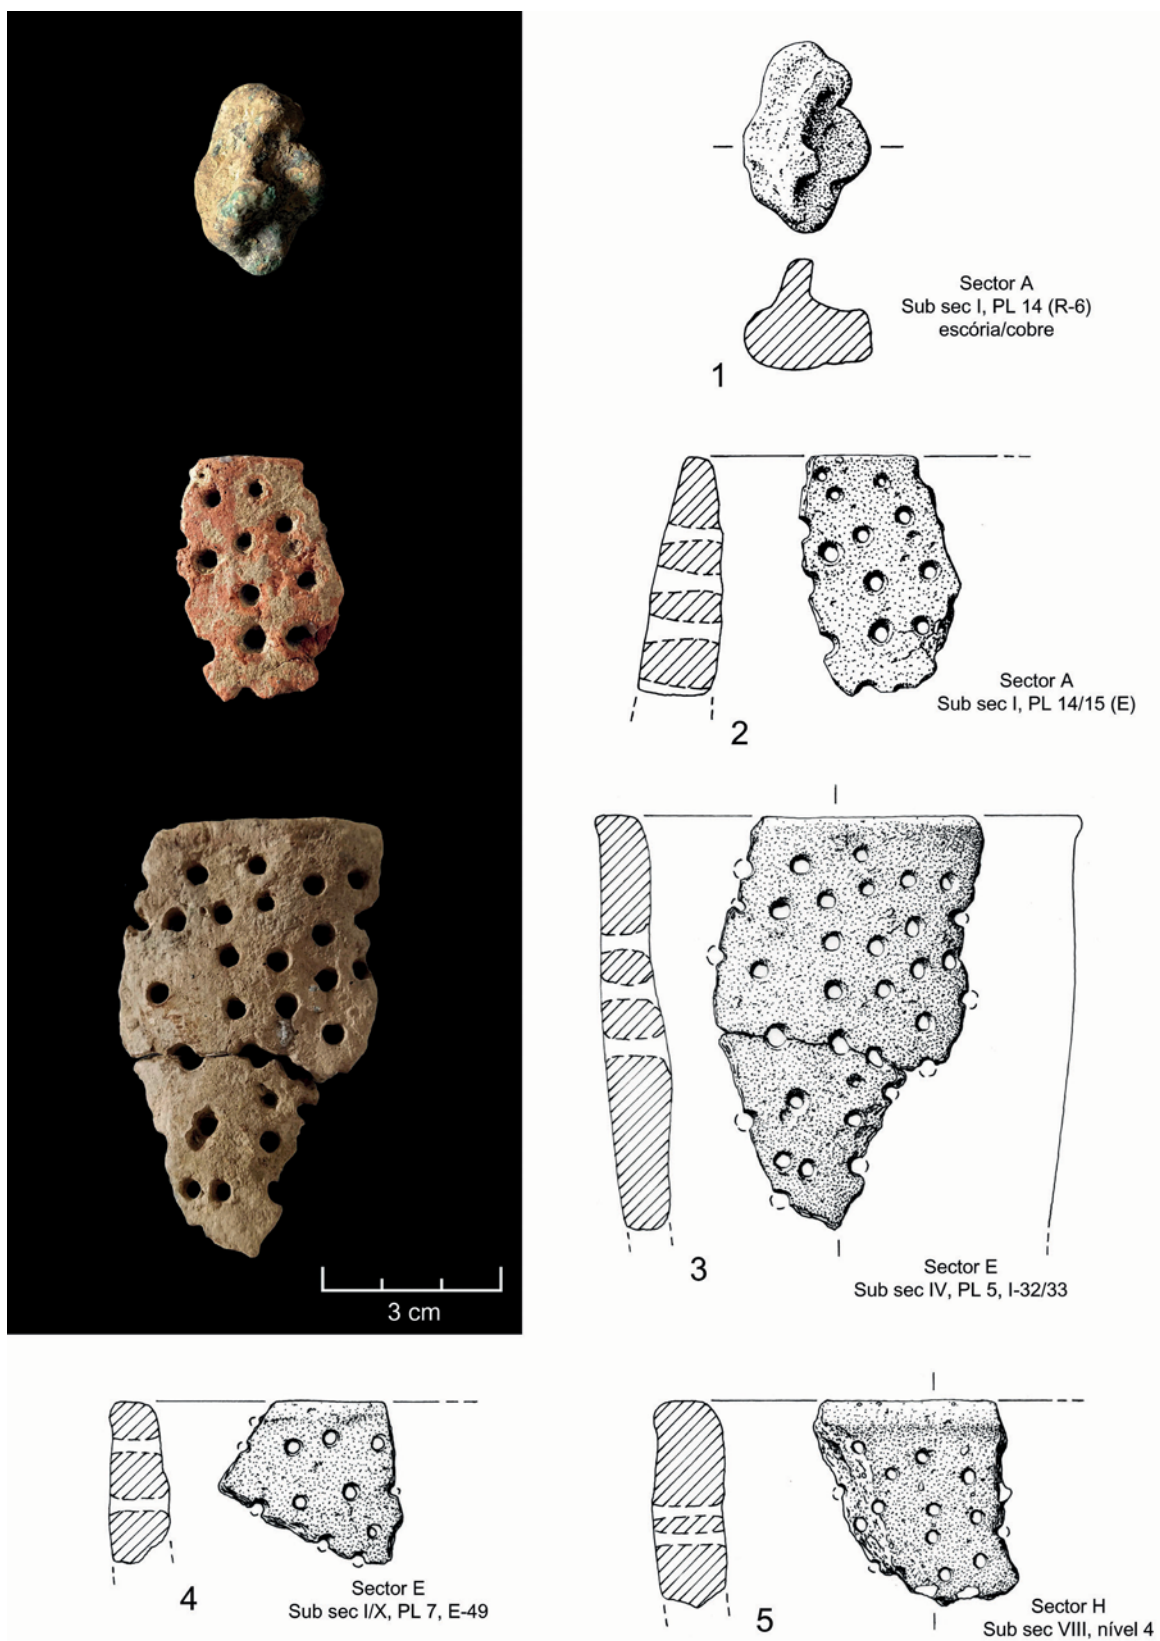 Sector A
Sub sec I, PL 14 (R-6)
escória/cobre
1
Sector A
Sub sec I, PL 14/15 (E)
2
3 cm
3
Sector E
Sub sec IV, PL 5, I-32/33
4
Sector E
Sub sec I/X, PL 7, E-49
5
Sector H
Sub sec VIII, nível 4